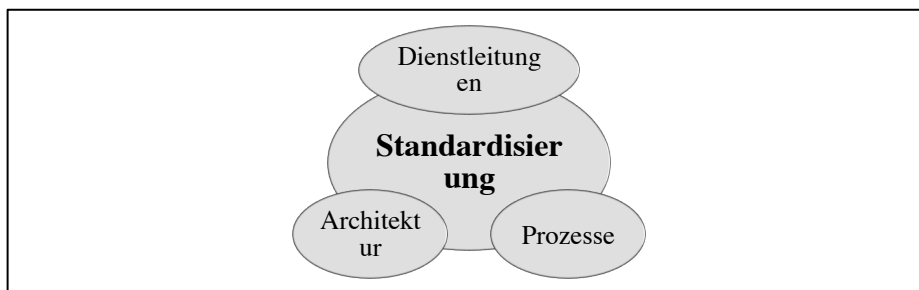 Dienstleitung
en
Standardisier
ung
Architekt
ur
Prozesse